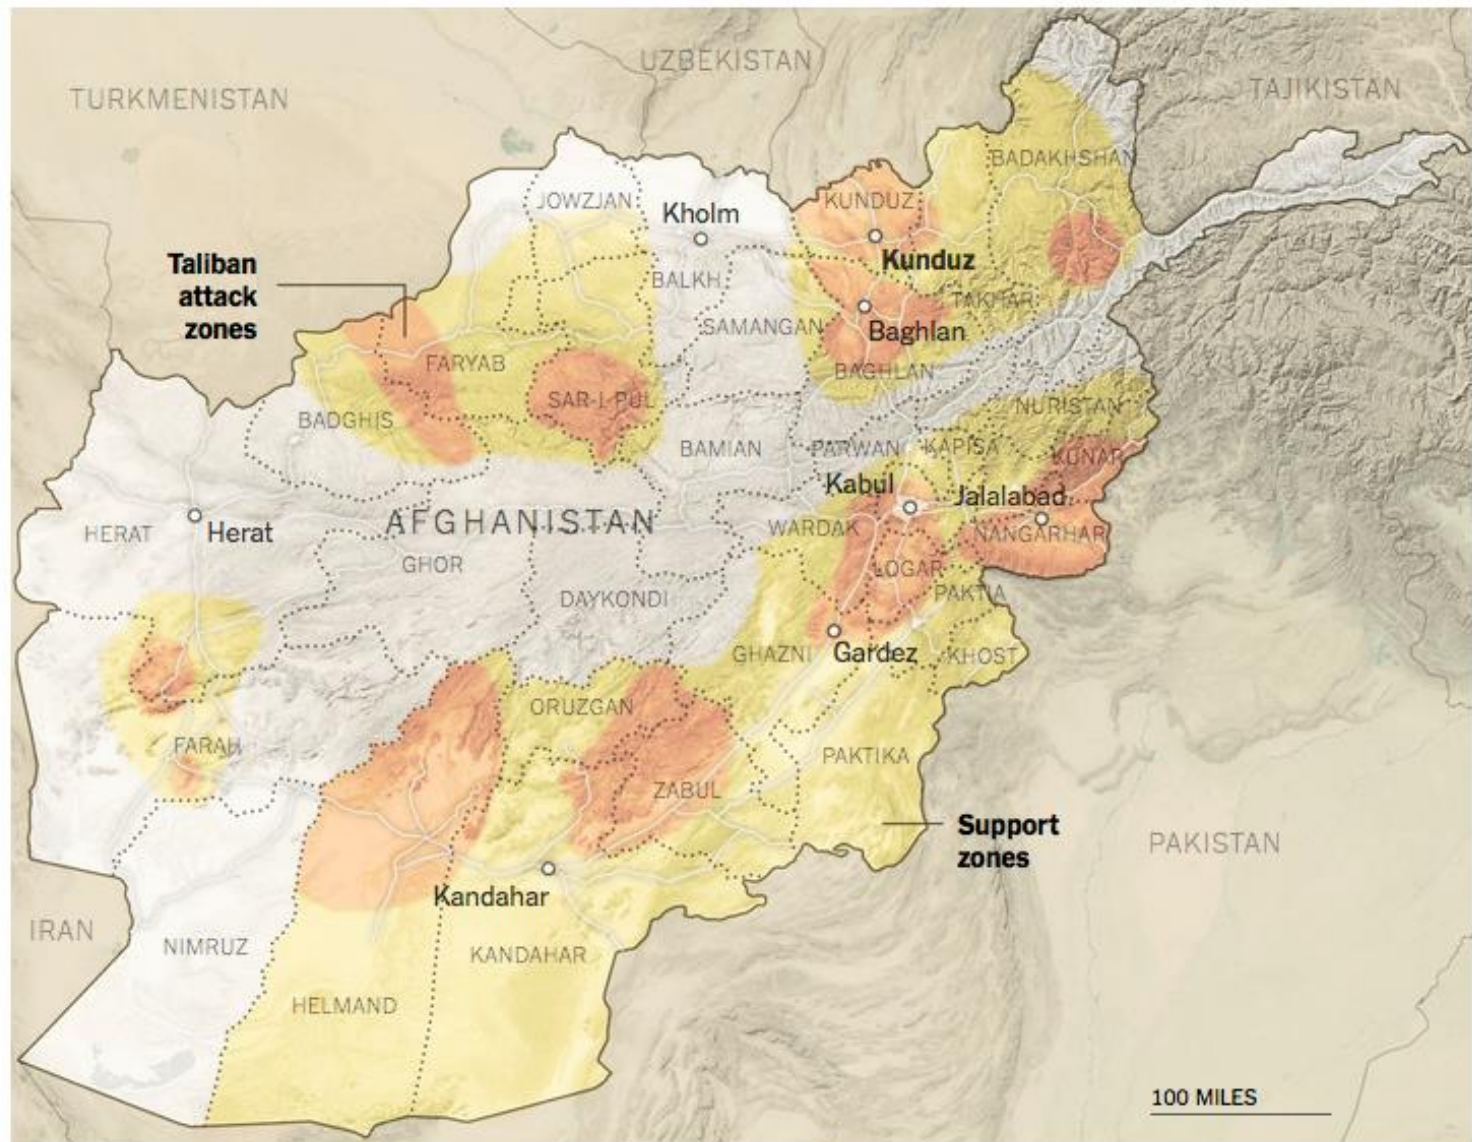 UZBEKISTAN
TURKMENISTAN
TAJIKISTAN
BADAKHSHAN
JOWZJAN
KUNDUZ
Kholm
Kunduz
Taliban
attack
zones
BALKH
TAKHAR
SAMANGAN
Baghlan
FARYAB
BAGHLAN
SAR-I-PUL
NURISTAN
BADGHIS
BAMIAN
PARWAN
KAPISA
KUNAR
Kabul
Jalalabad
AFGHANISTAN
HERAT
Herat
WARDAK
NANGARHAR
GHOR
LOGAR
DAYKONDI
PAKTIA
GHAZNI
Gardez
KHOST
ORUZGAN
FARAH
PAKTIKA
ZABUL
Support
zones
PAKISTAN
Kandahar
IRAN
NIMRUZ
KANDAHAR
HELMAND
100 MILES